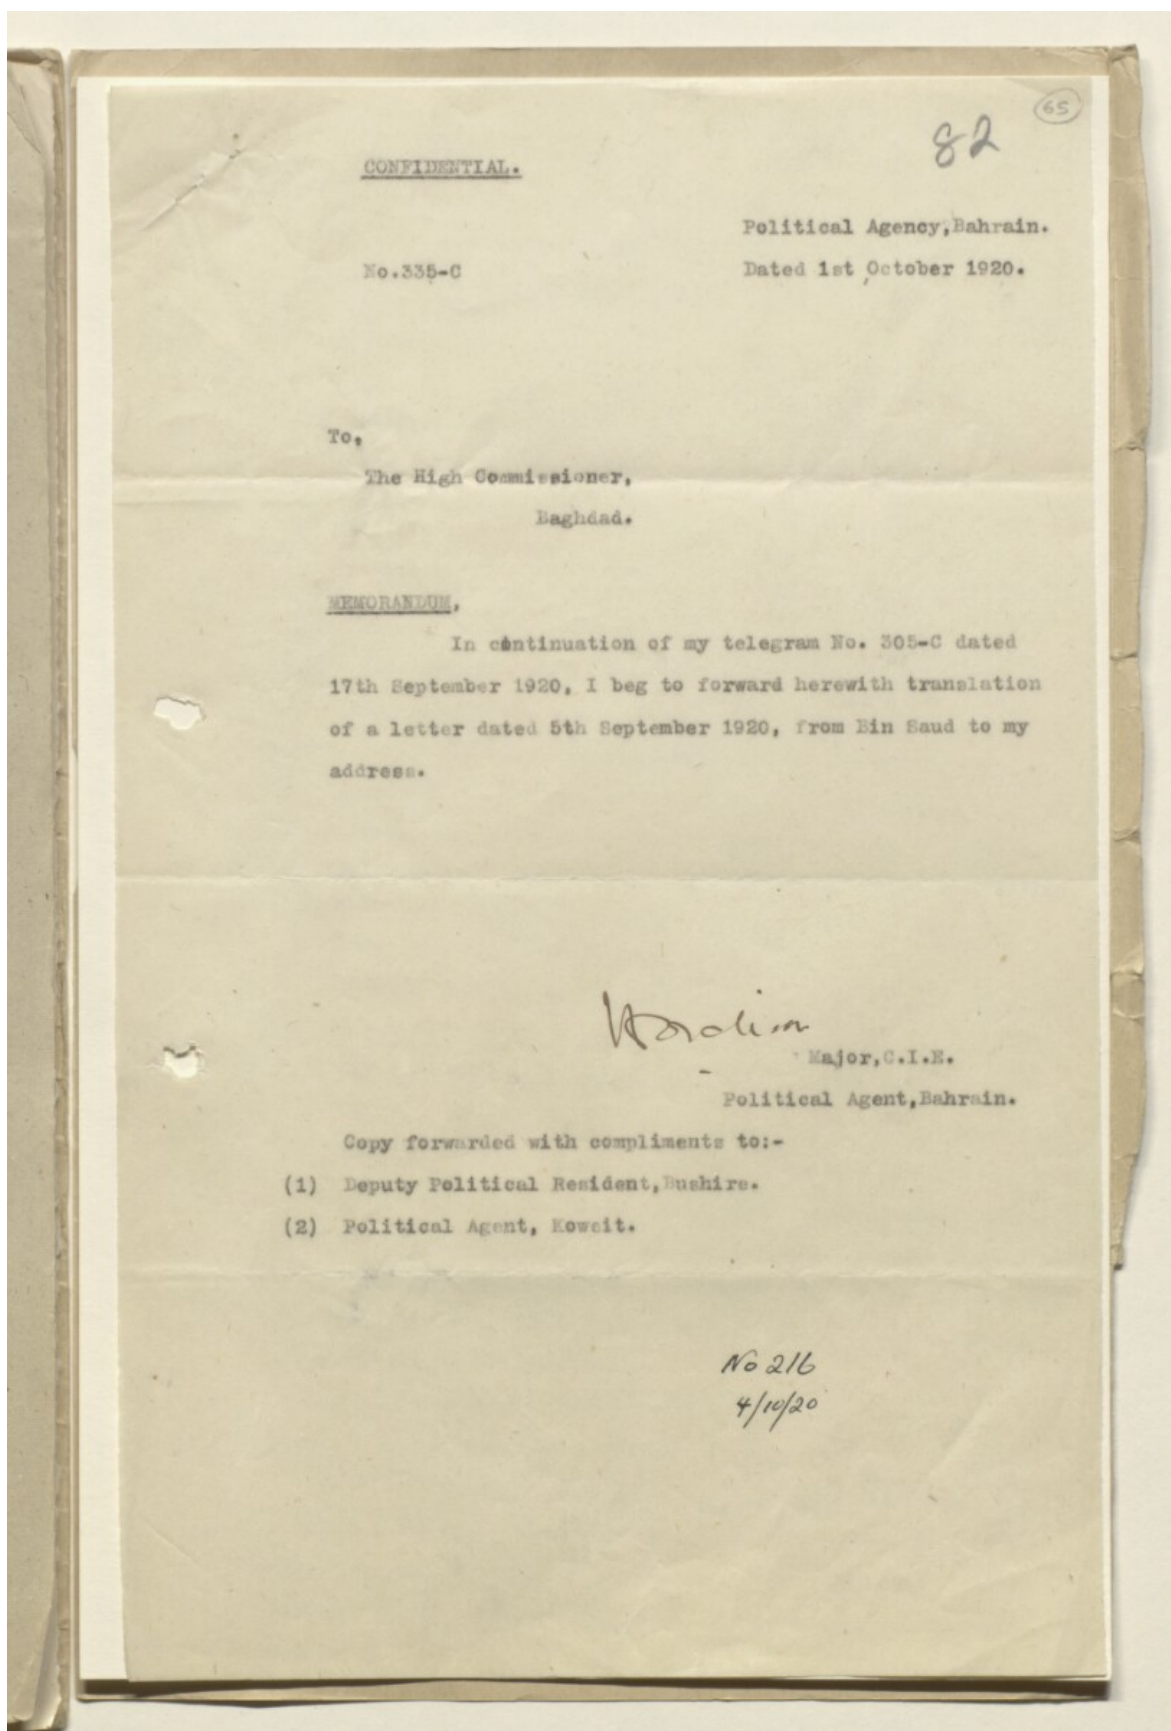 65
82
CONFIDENTIAL.
Political Agency,Bahrain.
No.335-C
Dated 1st October 1920.
To,
The High Commissioner,
Baghdad.
MEMORANDUM,
In continuation of my telegram No. 305-C dated
17th September 1920, I beg to forward herewith translation
of a letter dated 5th September 1920, from Bin Saud to my
address.
Major,C.I.E.
Political Agent,Bahrain.
Copy forwarded with compliments to:-
(1) Deputy Political Resident,Bushire.
(2) Political Agent, Koweit.
No 216
4/10/20